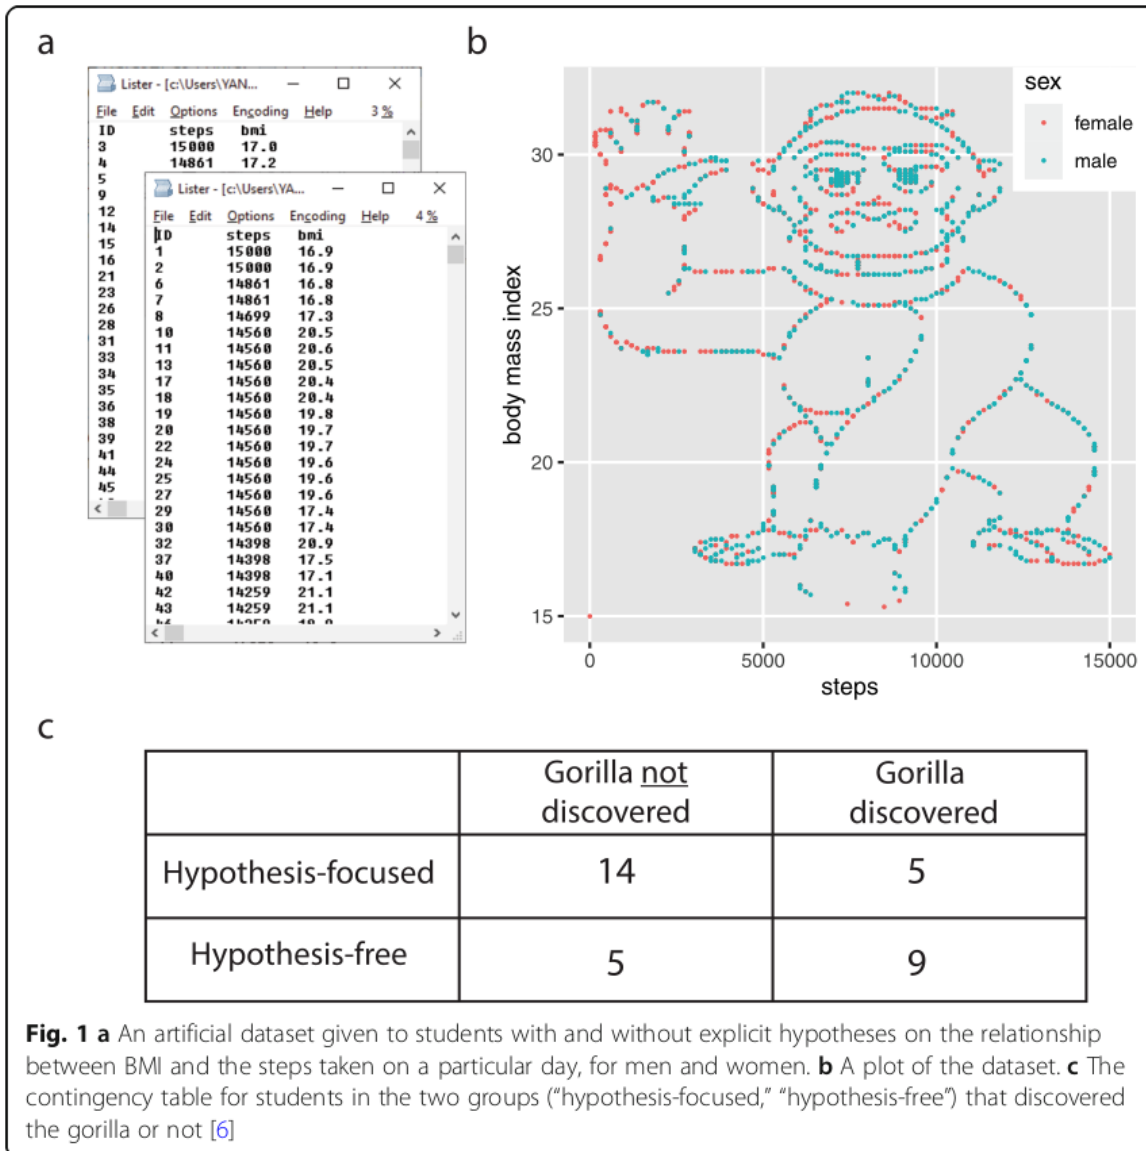 a
Lister - [c:\Users\YAN...
File Edit Options Encoding Help 3 %
ID steps bmi
3 15000 17.0
4 14861 17.2
5
9
12
14
15
16
21
23
26
28
31
33
34
35
36
38
39
41
44
45
Lister - [c:\Users\YA...
File Edit Options Encoding Help 4 %
ID steps bmi
1 15000 16.9
2 15000 16.9
6 14861 16.8
7 14861 16.8
8 14699 17.3
10 14560 20.5
11 14560 20.6
13 14560 20.5
17 14560 20.4
18 14560 20.4
19 14560 19.8
20 14560 19.7
22 14560 19.7
24 14560 19.6
25 14560 19.6
27 14560 19.6
29 14560 17.4
30 14560 17.4
32 14398 20.9
37 14398 17.5
40 14398 17.1
42 14259 21.1
43 14259 21.1
b
sex
female
male
body mass index
30
25
20
15
0 5000 10000 15000
steps
c
Gorilla not
discovered
Gorilla
discovered
Hypothesis-focused 14 5
Hypothesis-free 5 9
Fig. 1 a An artificial dataset given to students with and without explicit hypotheses on the relationship
between BMI and the steps taken on a particular day, for men and women. b A plot of the dataset. c The
contingency table for students in the two groups (“hypothesis-focused,” “hypothesis-free”) that discovered
the gorilla or not [6]